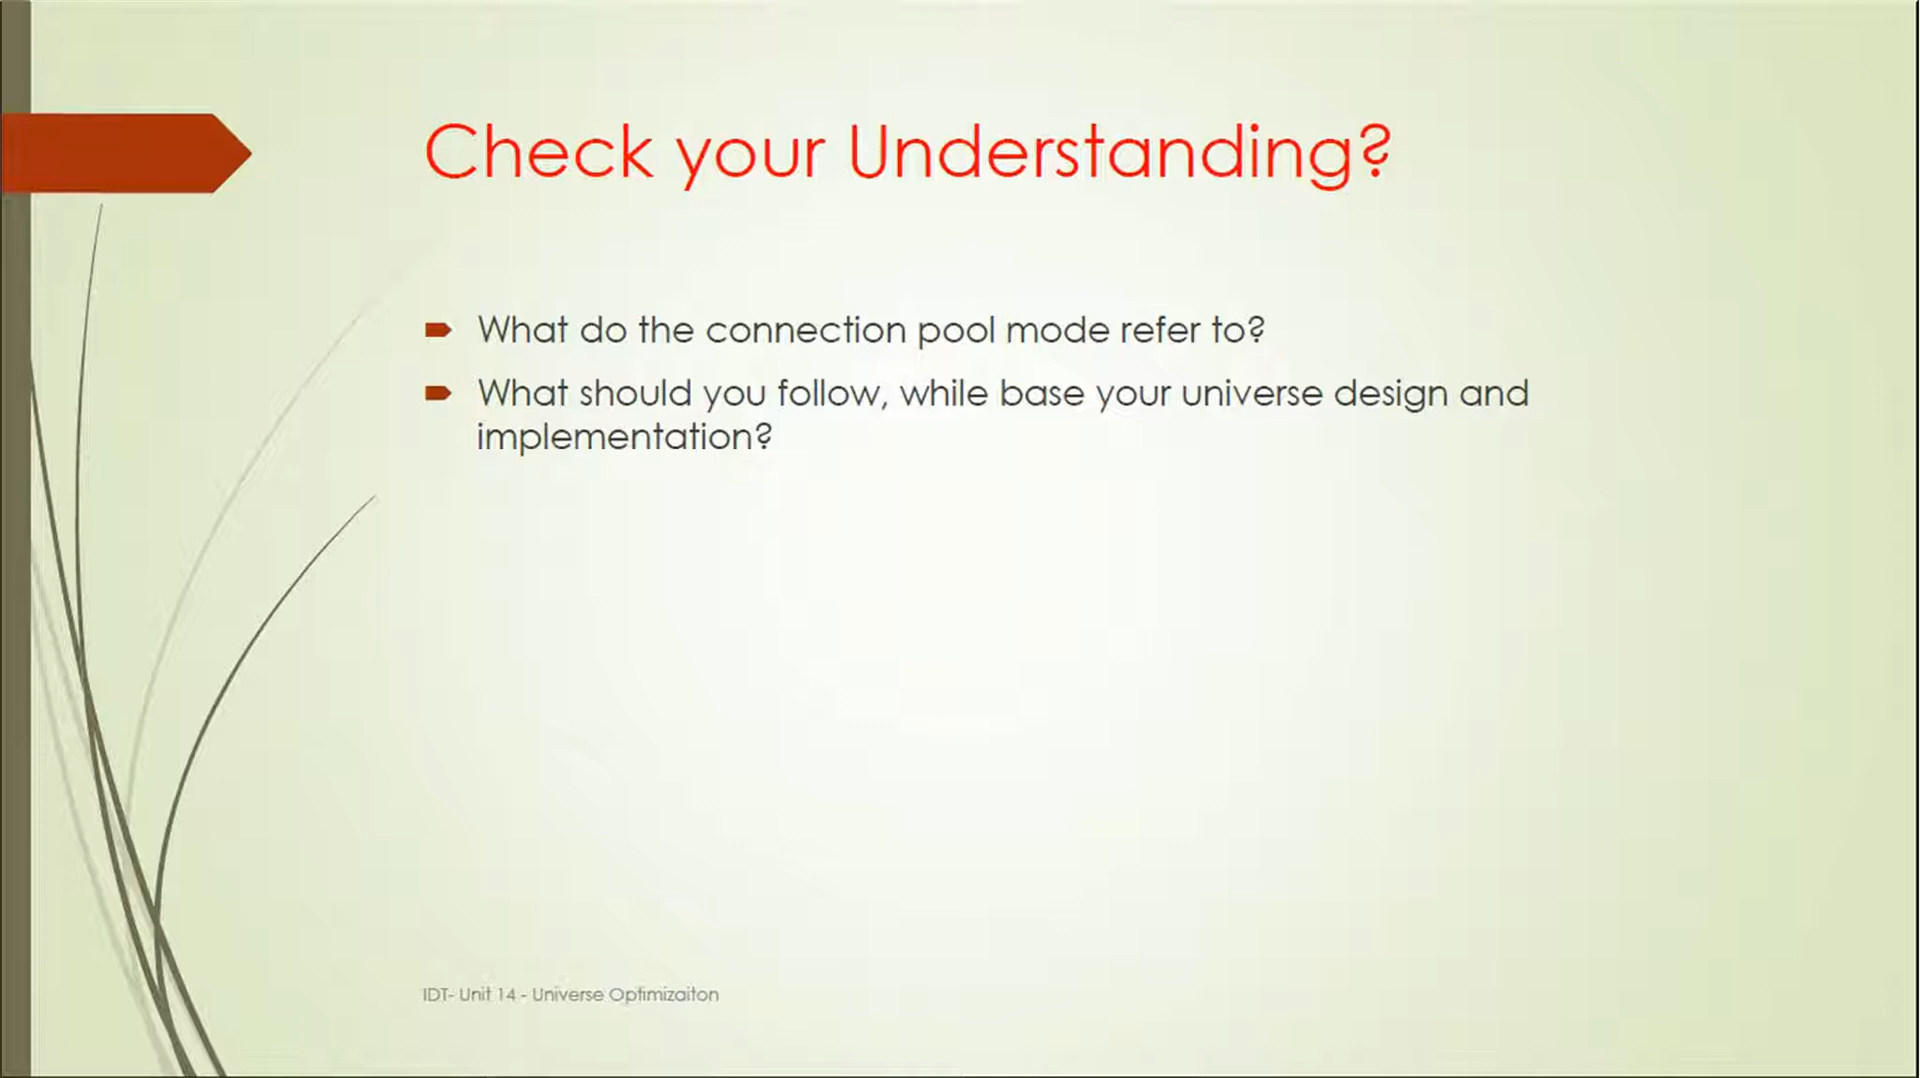 Check your Understanding?
What do the connection pool mode refer to?
What should you follow, while base your universe design and
implementation?
IDT- Unit 14 - Universe Optimizaiton